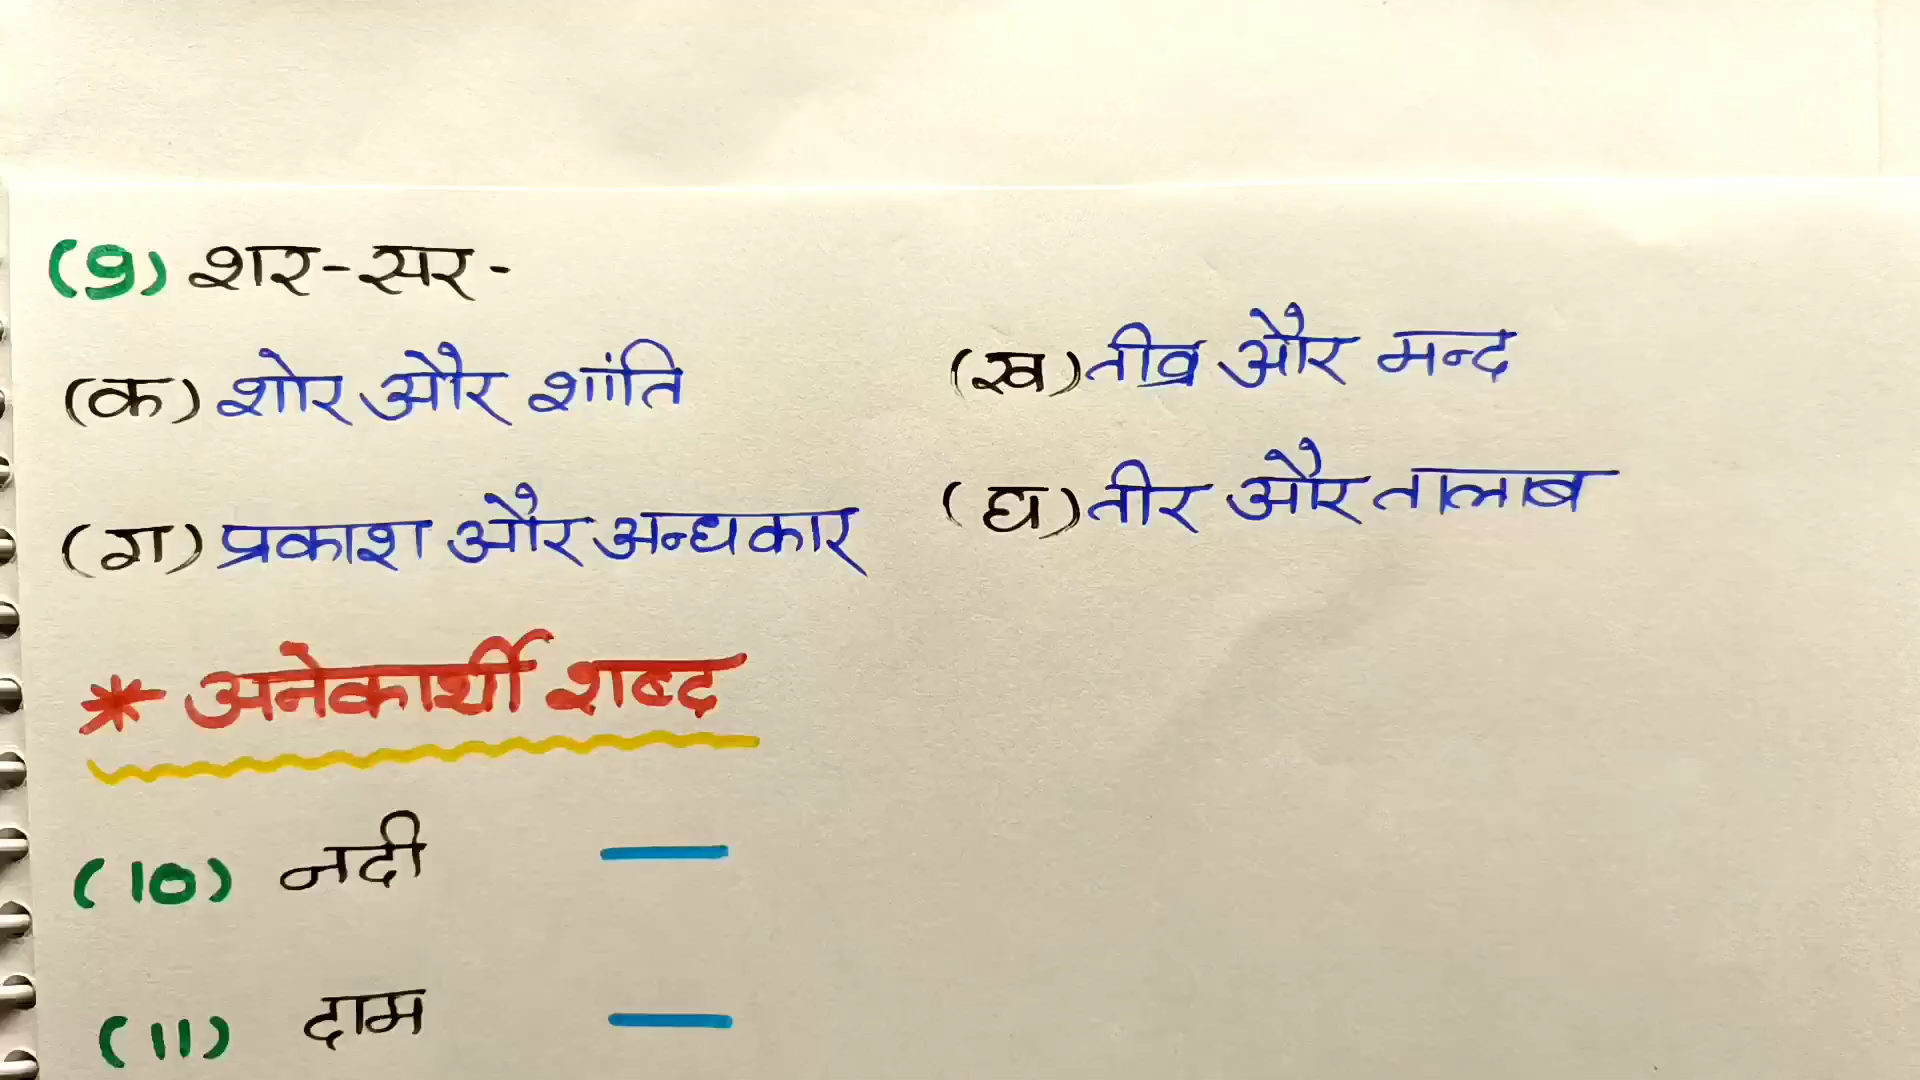 (9) शर-सर-
(क) शोर और शांति (ख) तीव्र और मन्द
(ग) प्रकाश और अन्धकार (घ) तीर और तालाब
* अनेकार्थी शब्द
(10) नदी —
(11) दाम —